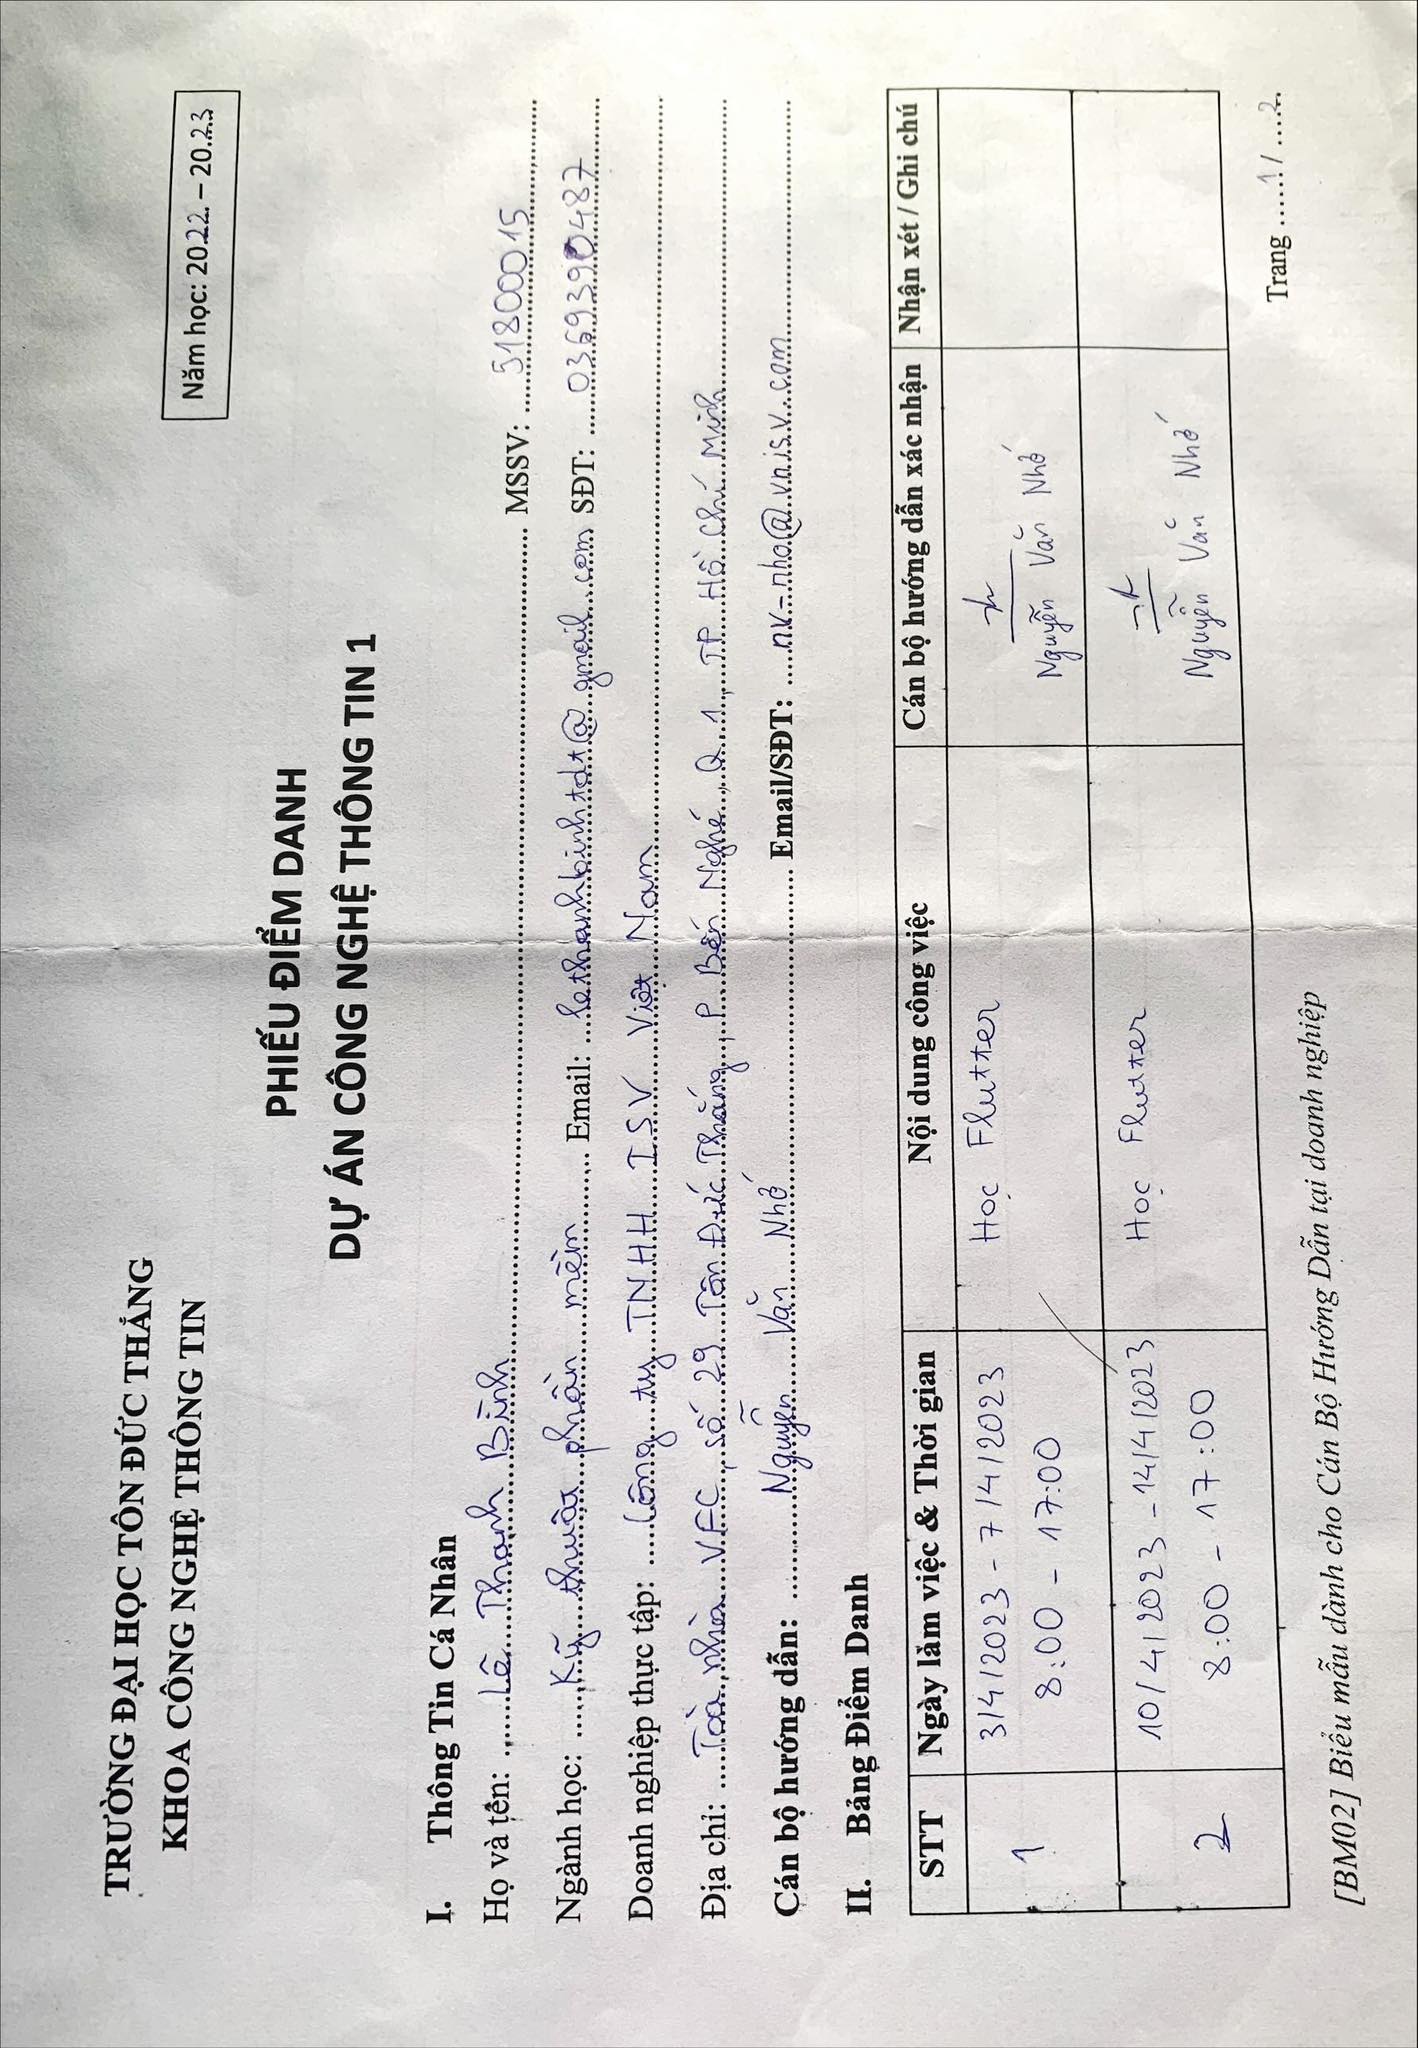 TRƯỜNG ĐẠI HỌC TÔN ĐỨC THẮNG
KHOA CÔNG NGHỆ THÔNG TIN
Năm học: 2022 – 2023
PHIẾU ĐIỂM DANH
DỰ ÁN CÔNG NGHỆ THÔNG TIN 1
I. Thông Tin Cá Nhân
Họ và tên: Lê Thanh Bình MSSV: 51800015
Ngành học: Kỹ thuật phần mềm Email: lethanhbinhtdt@gmail.com SĐT: 0369390487
Doanh nghiệp thực tập: Công ty TNHH ISV Việt Nam
Địa chỉ: Toà nhà VFC, số 29 Tôn Đức Thắng, P Bến Nghé, Q.1, TP Hồ Chí Minh
Cán bộ hướng dẫn: Nguyễn Văn Nhớ Email/SĐT: nv-nho@vn.is.v.com
II. Bảng Điểm Danh
STT Ngày làm việc & Thời gian Nội dung công việc Cán bộ hướng dẫn xác nhận Nhận xét / Ghi chú
1 3/4/2023 - 7/4/2023 Học Flutter
8:00 - 17:00 Nguyễn Văn Nhớ
2 10/4/2023 - 14/4/2023 Học Flutter
8:00 - 17:00 Nguyễn Văn Nhớ
Trang 1 / 2
[BM02] Biểu mẫu dành cho Cán Bộ Hướng Dẫn tại doanh nghiệp